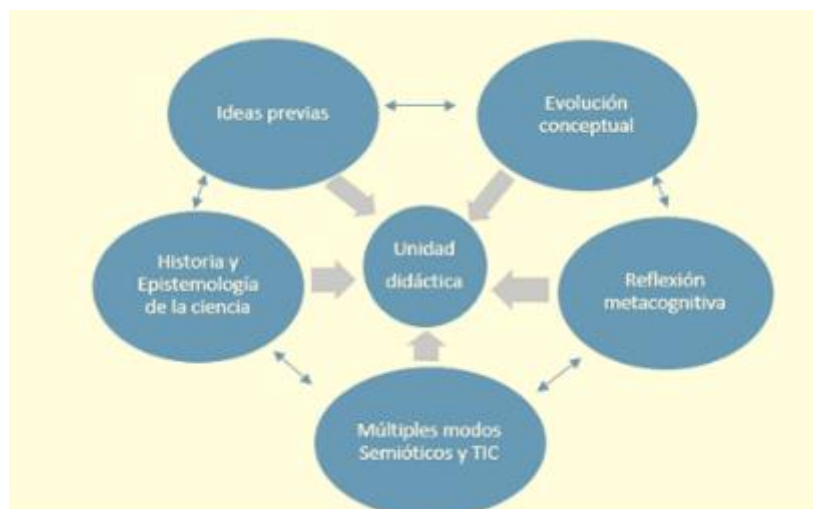 Ideas previas
Evolución
conceptual
Historia y
Epistemología
de la ciencia
Unidad
didáctica
Reflexión
metacognitiva
Múltiples modos
Semióticos y TIC